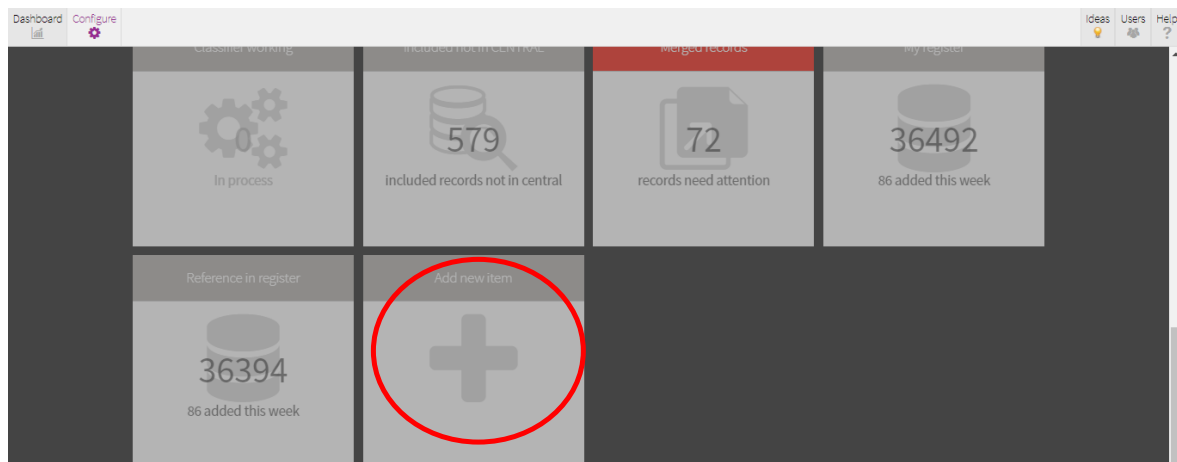 Dashboard Configure Ideas Users Help
Classifier working Included not in CENTRAL Merged records My register
0 579 72 36492
In process included records not in central records need attention 86 added this week
Reference in register Add new item
36394
86 added this week